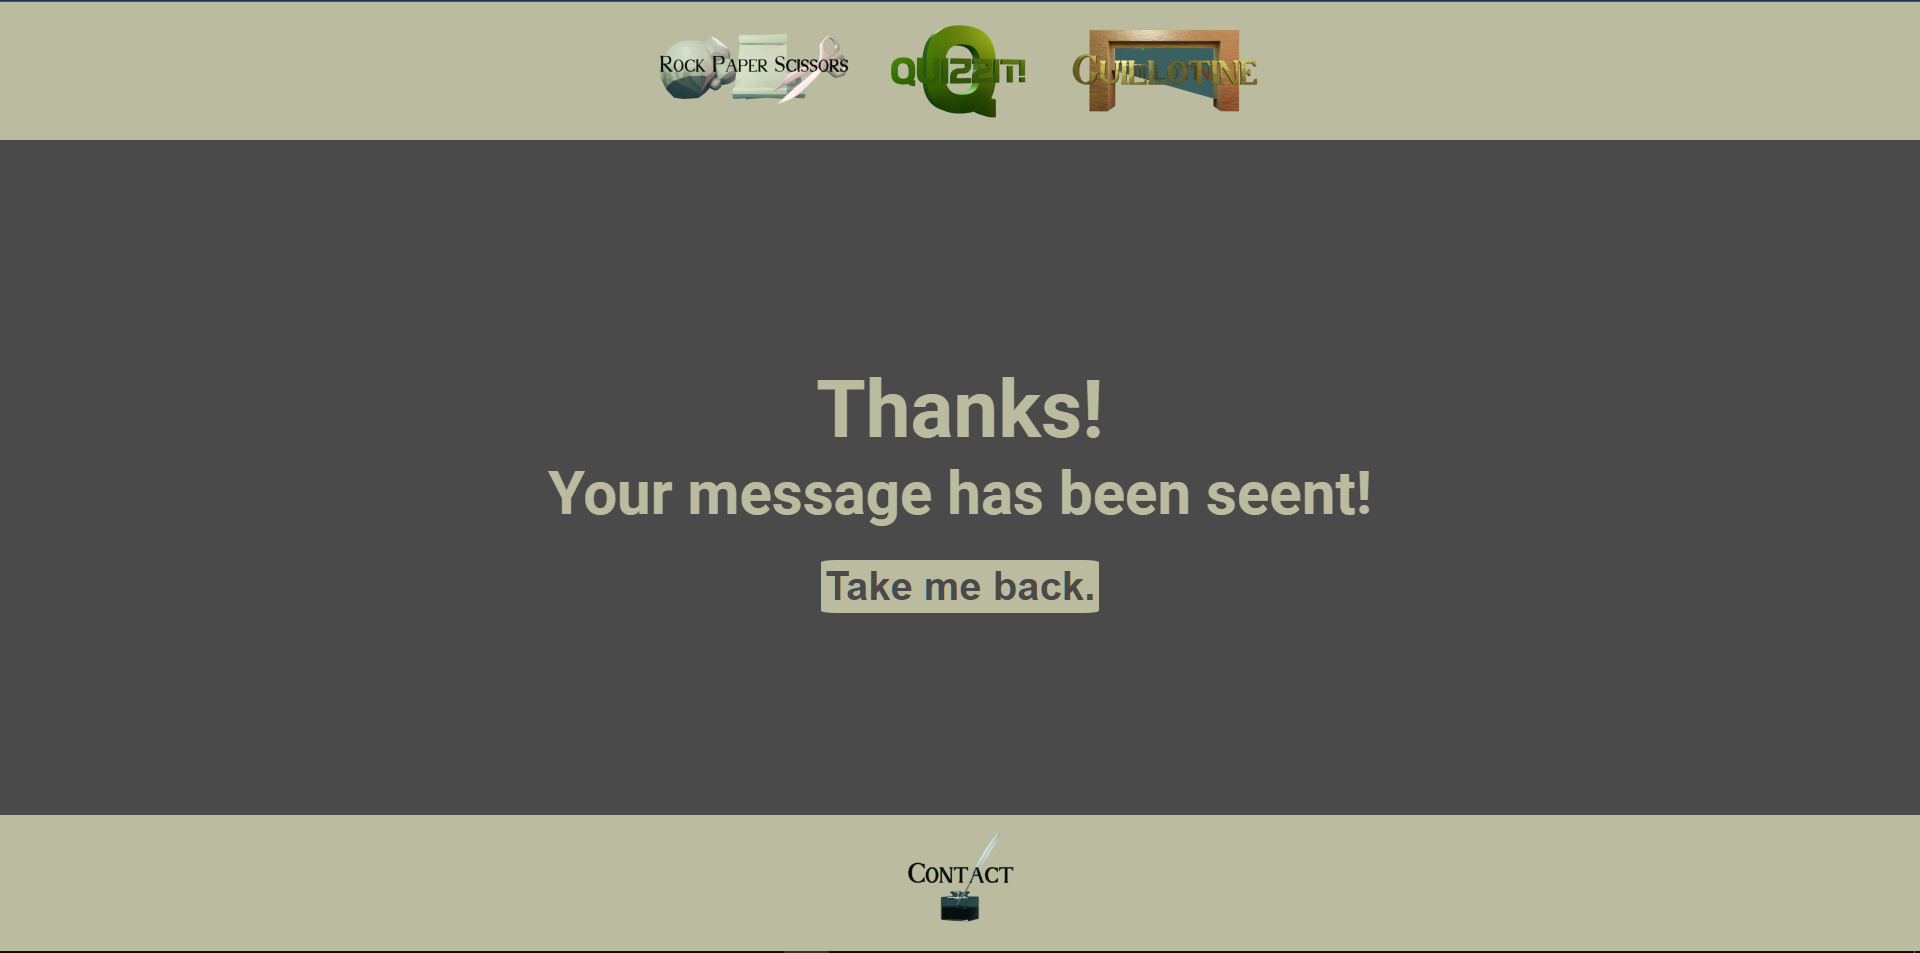 Rock Paper Scissors
QUIZZIT!
Guillotine
Thanks!
Your message has been seent!
Take me back.
Contact